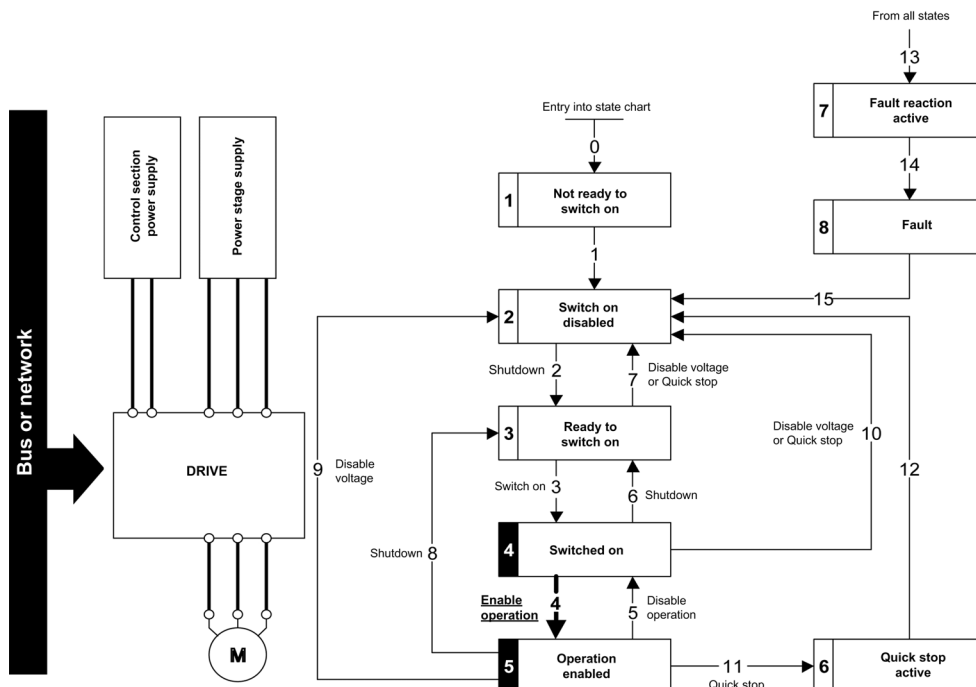 From all states
13
7
Fault reaction
active
14
8
Fault
15
Entry into state chart
0
1
Not ready to
switch on
1
2
Switch on
disabled
Shutdown 2
7
Disable voltage
or Quick stop
3
Ready to
switch on
Switch on 3
6 Shutdown
4
Switched on
Enable
operation
4
5
Disable
operation
5
Operation
enabled
11
Quick stop
6
Quick stop
active
Disable voltage
or Quick stop
10
12
9
Disable
voltage
Shutdown 8
Bus or network
Control section
power supply
Power stage supply
DRIVE
M